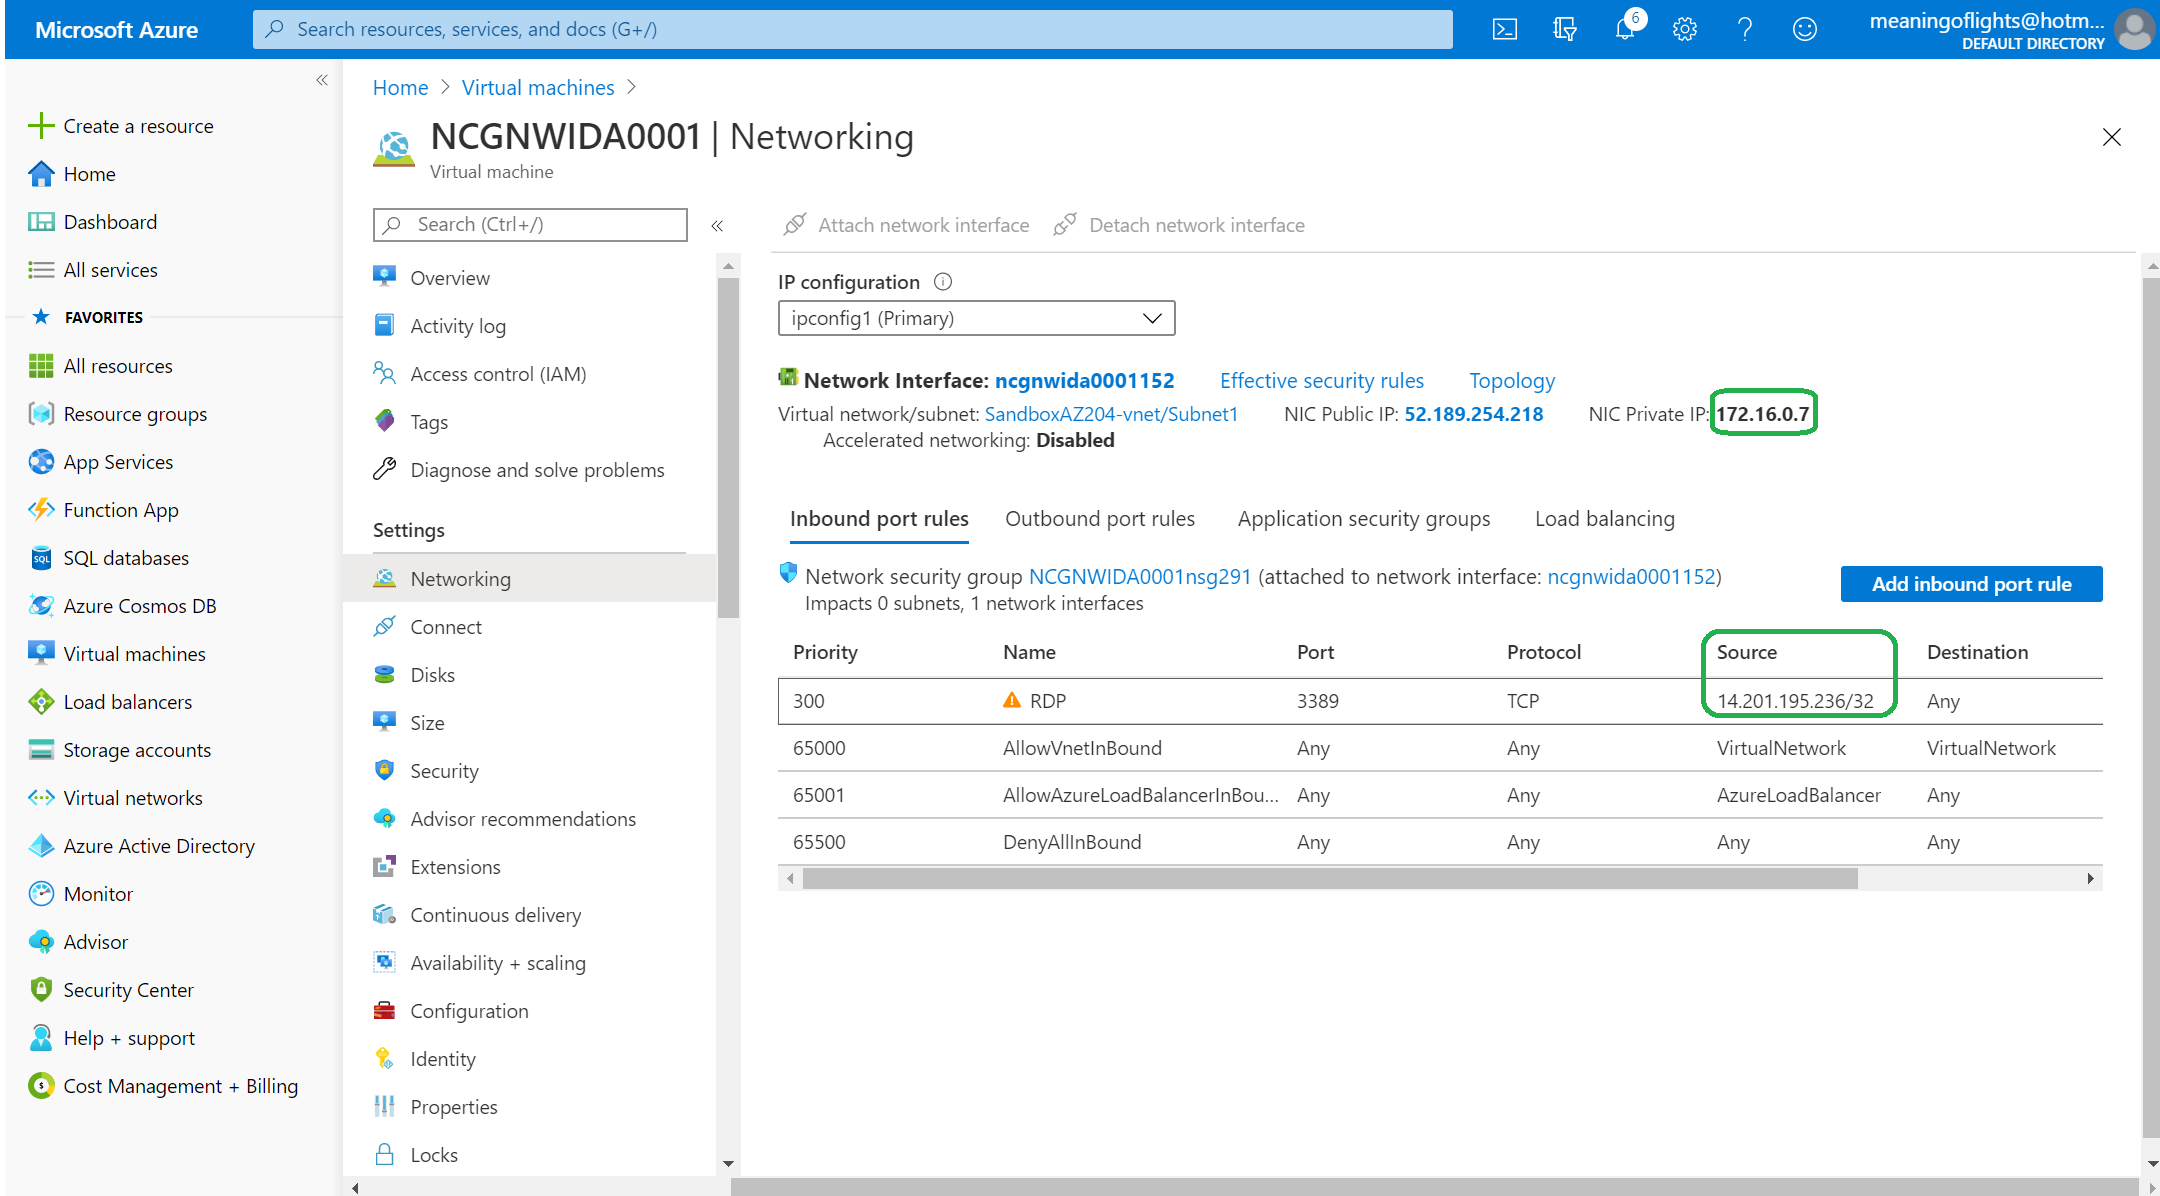 Microsoft Azure
Search resources, services, and docs (G+/)
6
meaningoflights@hotm...
DEFAULT DIRECTORY
Create a resource
Home
Dashboard
All services
FAVORITES
All resources
Resource groups
App Services
Function App
SQL databases
Azure Cosmos DB
Virtual machines
Load balancers
Storage accounts
Virtual networks
Azure Active Directory
Monitor
Advisor
Security Center
Help + support
Cost Management + Billing
Home > Virtual machines >
NCGNWIDA0001 | Networking
Virtual machine
Search (Ctrl+/)
Overview
Activity log
Access control (IAM)
Tags
Diagnose and solve problems
Settings
Networking
Connect
Disks
Size
Security
Advisor recommendations
Extensions
Continuous delivery
Availability + scaling
Configuration
Identity
Properties
Locks
Attach network interface Detach network interface
IP configuration
ipconfig1 (Primary)
Network Interface: ncgnwida0001152 Effective security rules Topology
Virtual network/subnet: SandboxAZ204-vnet/Subnet1 NIC Public IP: 52.189.254.218 NIC Private IP: 172.16.0.7
Accelerated networking: Disabled
Inbound port rules Outbound port rules Application security groups Load balancing
Network security group NCGNWIDA0001nsg291 (attached to network interface: ncgnwida0001152)
Impacts 0 subnets, 1 network interfaces
Add inbound port rule
Priority Name Port Protocol Source Destination
300 RDP 3389 TCP 14.201.195.236/32 Any
65000 AllowVnetInBound Any Any VirtualNetwork VirtualNetwork
65001 AllowAzureLoadBalancerInBou... Any Any AzureLoadBalancer Any
65500 DenyAllInBound Any Any Any Any